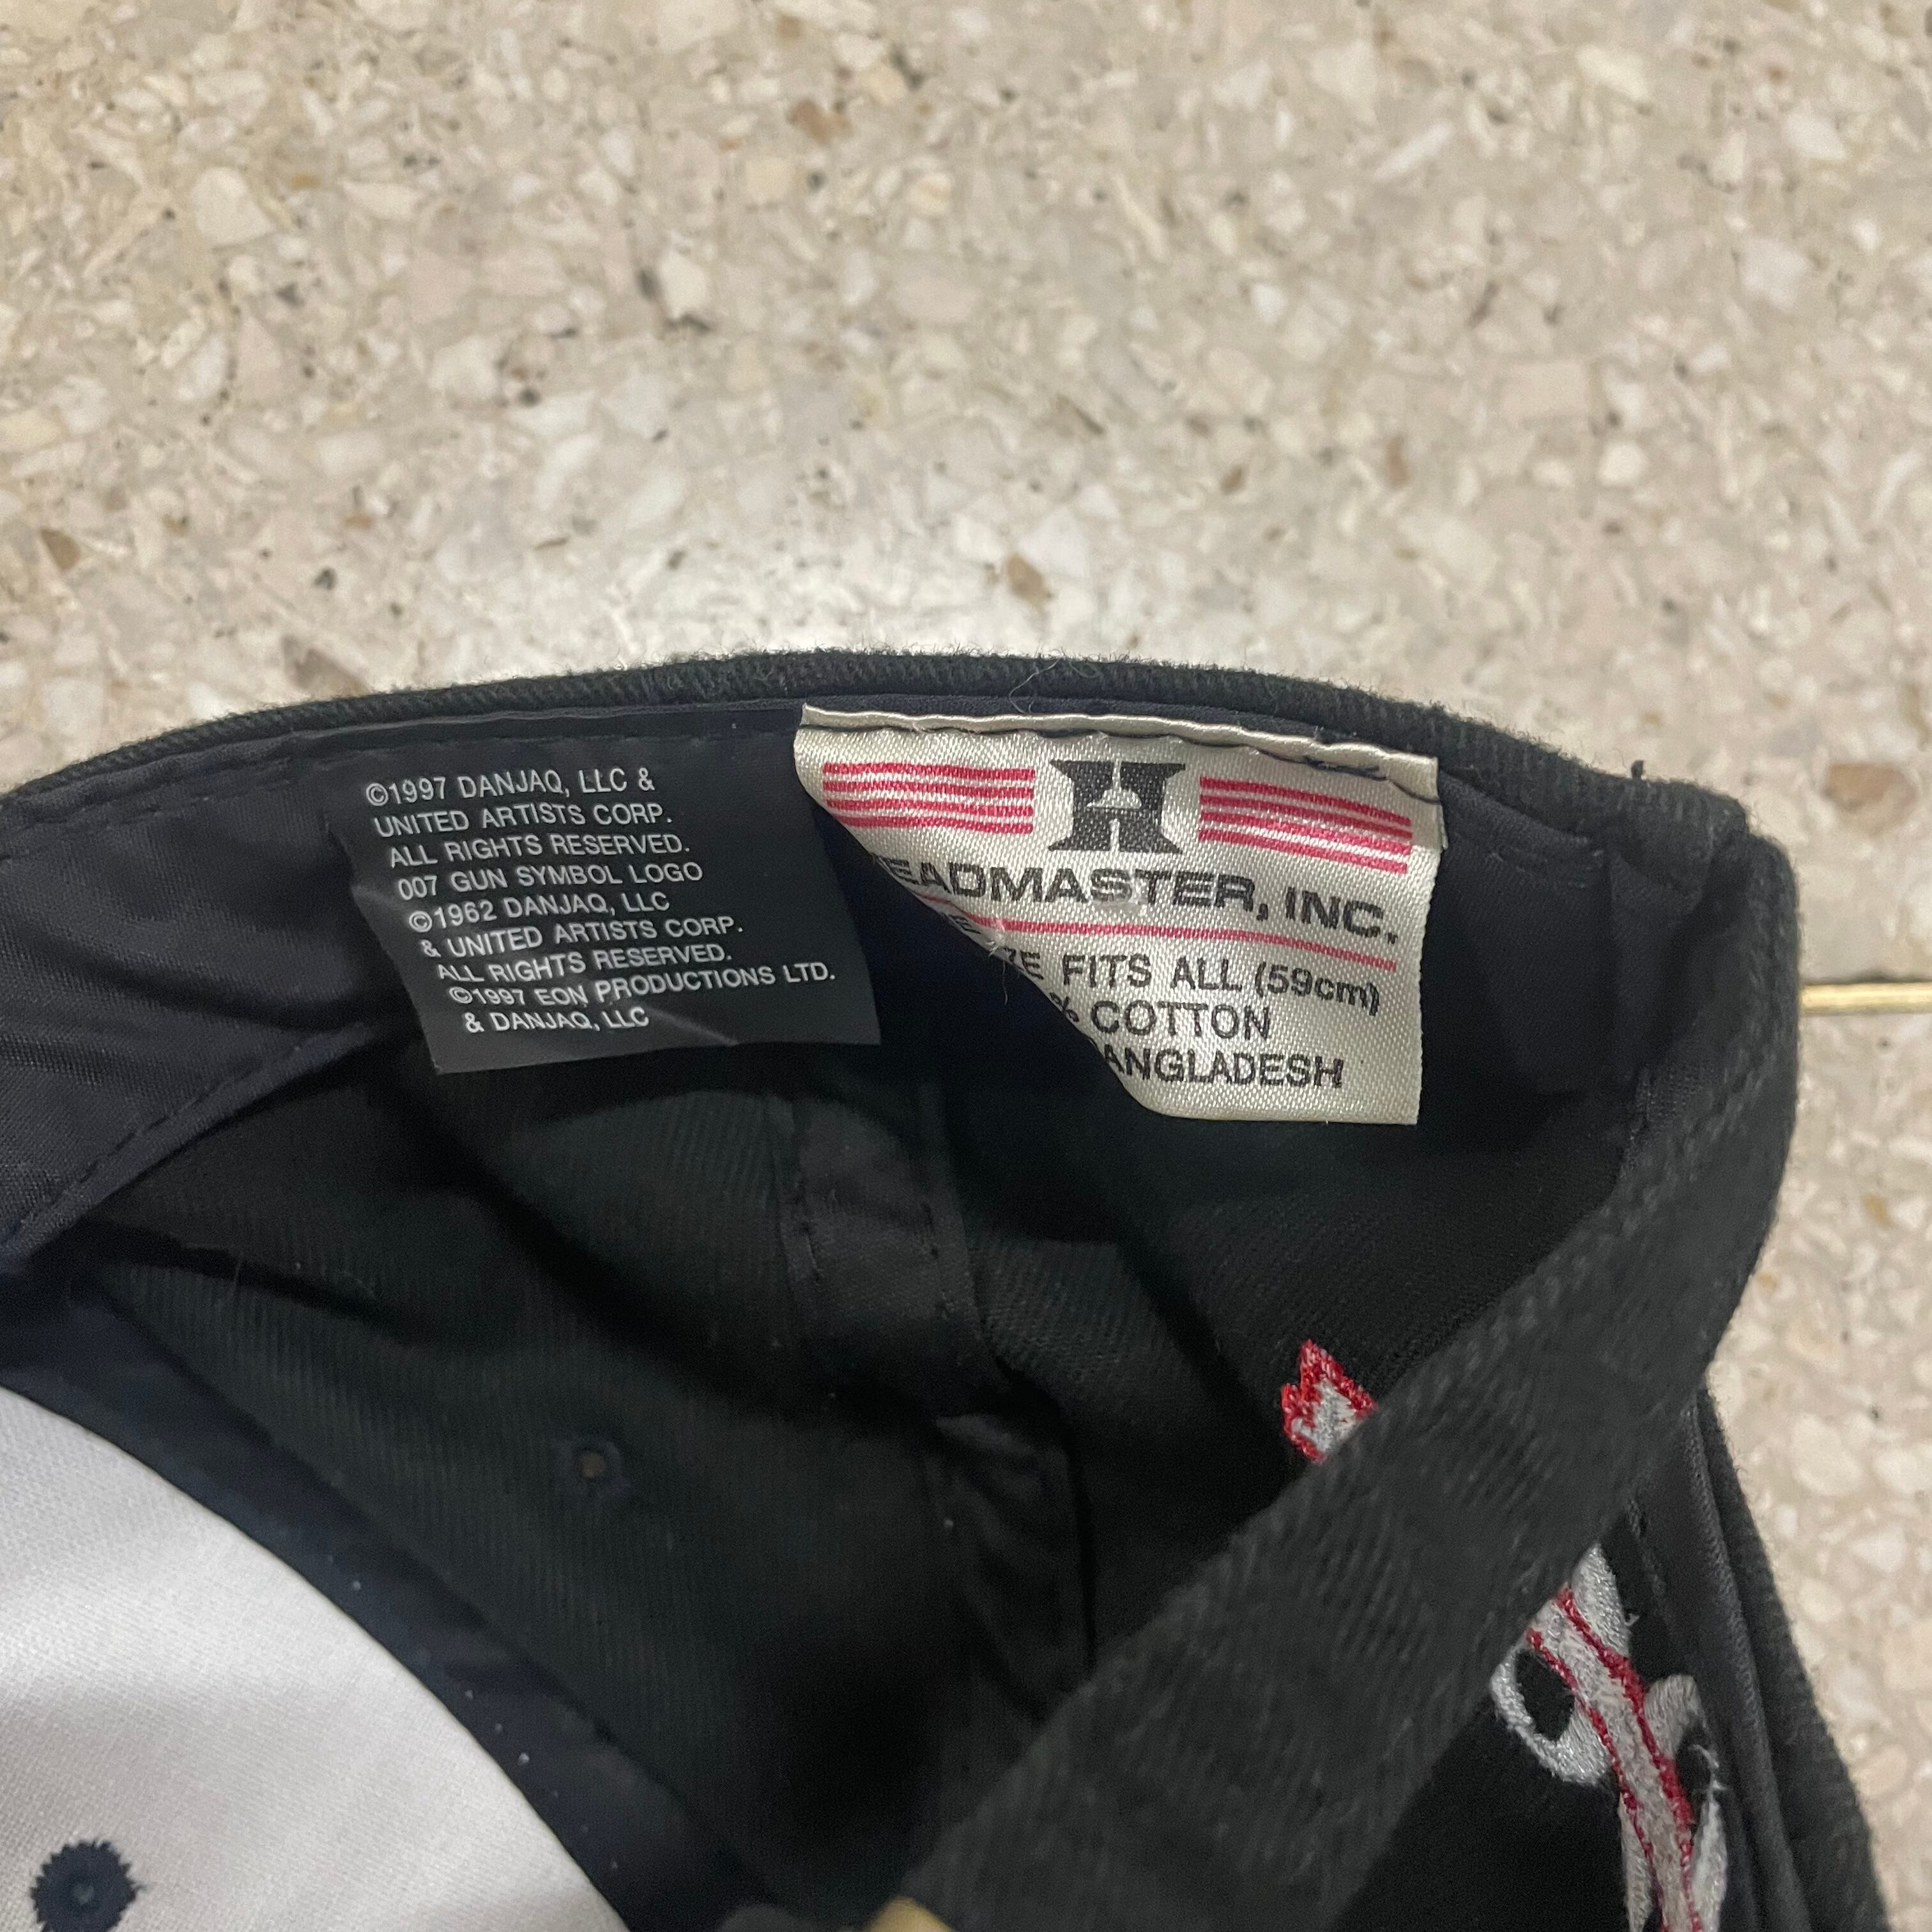 ©1997 DANJAQ, LLC &
UNITED ARTISTS CORP.
ALL RIGHTS RESERVED.
007 GUN SYMBOL LOGO
©1962 DANJAQ, LLC
& UNITED ARTISTS CORP.
ALL RIGHTS RESERVED.
©1997 EON PRODUCTIONS LTD.
& DANJAQ, LLC
H
EADMASTER, INC.
ZE FITS ALL (59cm)
% COTTON
ANGLADESH